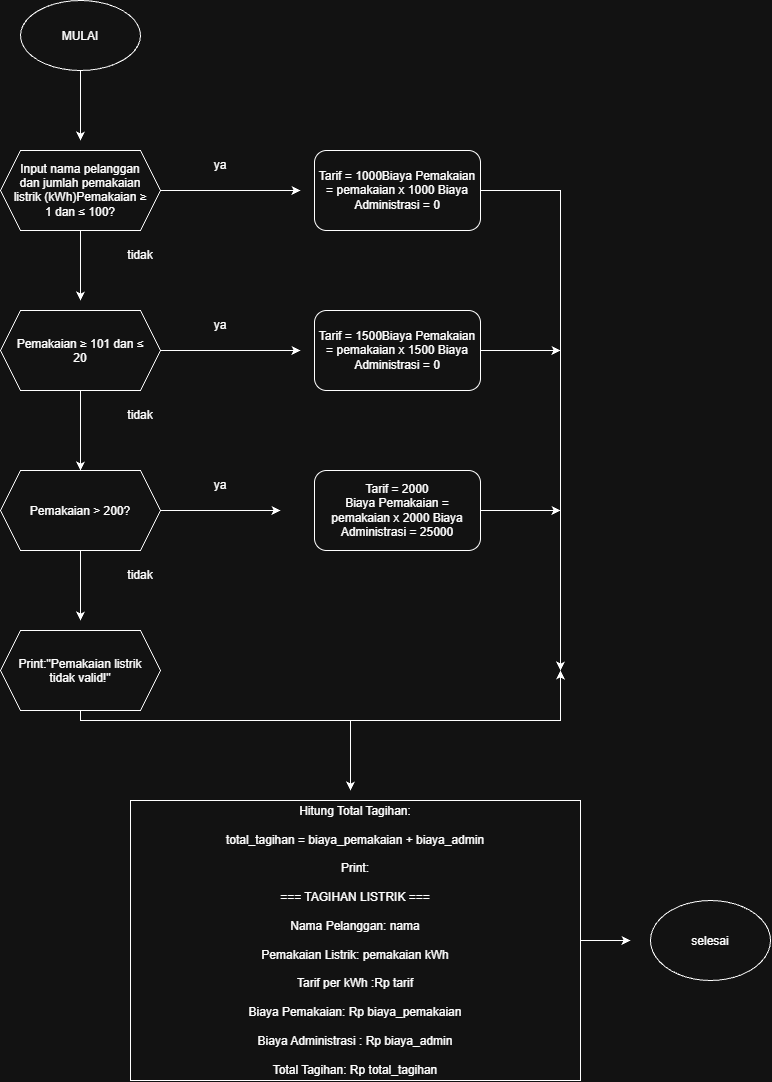 MULAI
Input nama pelanggan
dan jumlah pemakaian
listrik (kWh)Pemakaian ≥
1 dan ≤ 100?
ya
Tarif = 1000Biaya Pemakaian
= pemakaian x 1000 Biaya
Administrasi = 0
tidak
Pemakaian ≥ 101 dan ≤
20
ya
Tarif = 1500Biaya Pemakaian
= pemakaian x 1500 Biaya
Administrasi = 0
tidak
Pemakaian > 200?
ya
Tarif = 2000
Biaya Pemakaian =
pemakaian x 2000 Biaya
Administrasi = 25000
tidak
Print:"Pemakaian listrik
tidak valid!"
Hitung Total Tagihan:
total_tagihan = biaya_pemakaian + biaya_admin
Print:
=== TAGIHAN LISTRIK ===
Nama Pelanggan: nama
Pemakaian Listrik: pemakaian kWh
Tarif per kWh :Rp tarif
Biaya Pemakaian: Rp biaya_pemakaian
Biaya Administrasi : Rp biaya_admin
Total Tagihan: Rp total_tagihan
selesai